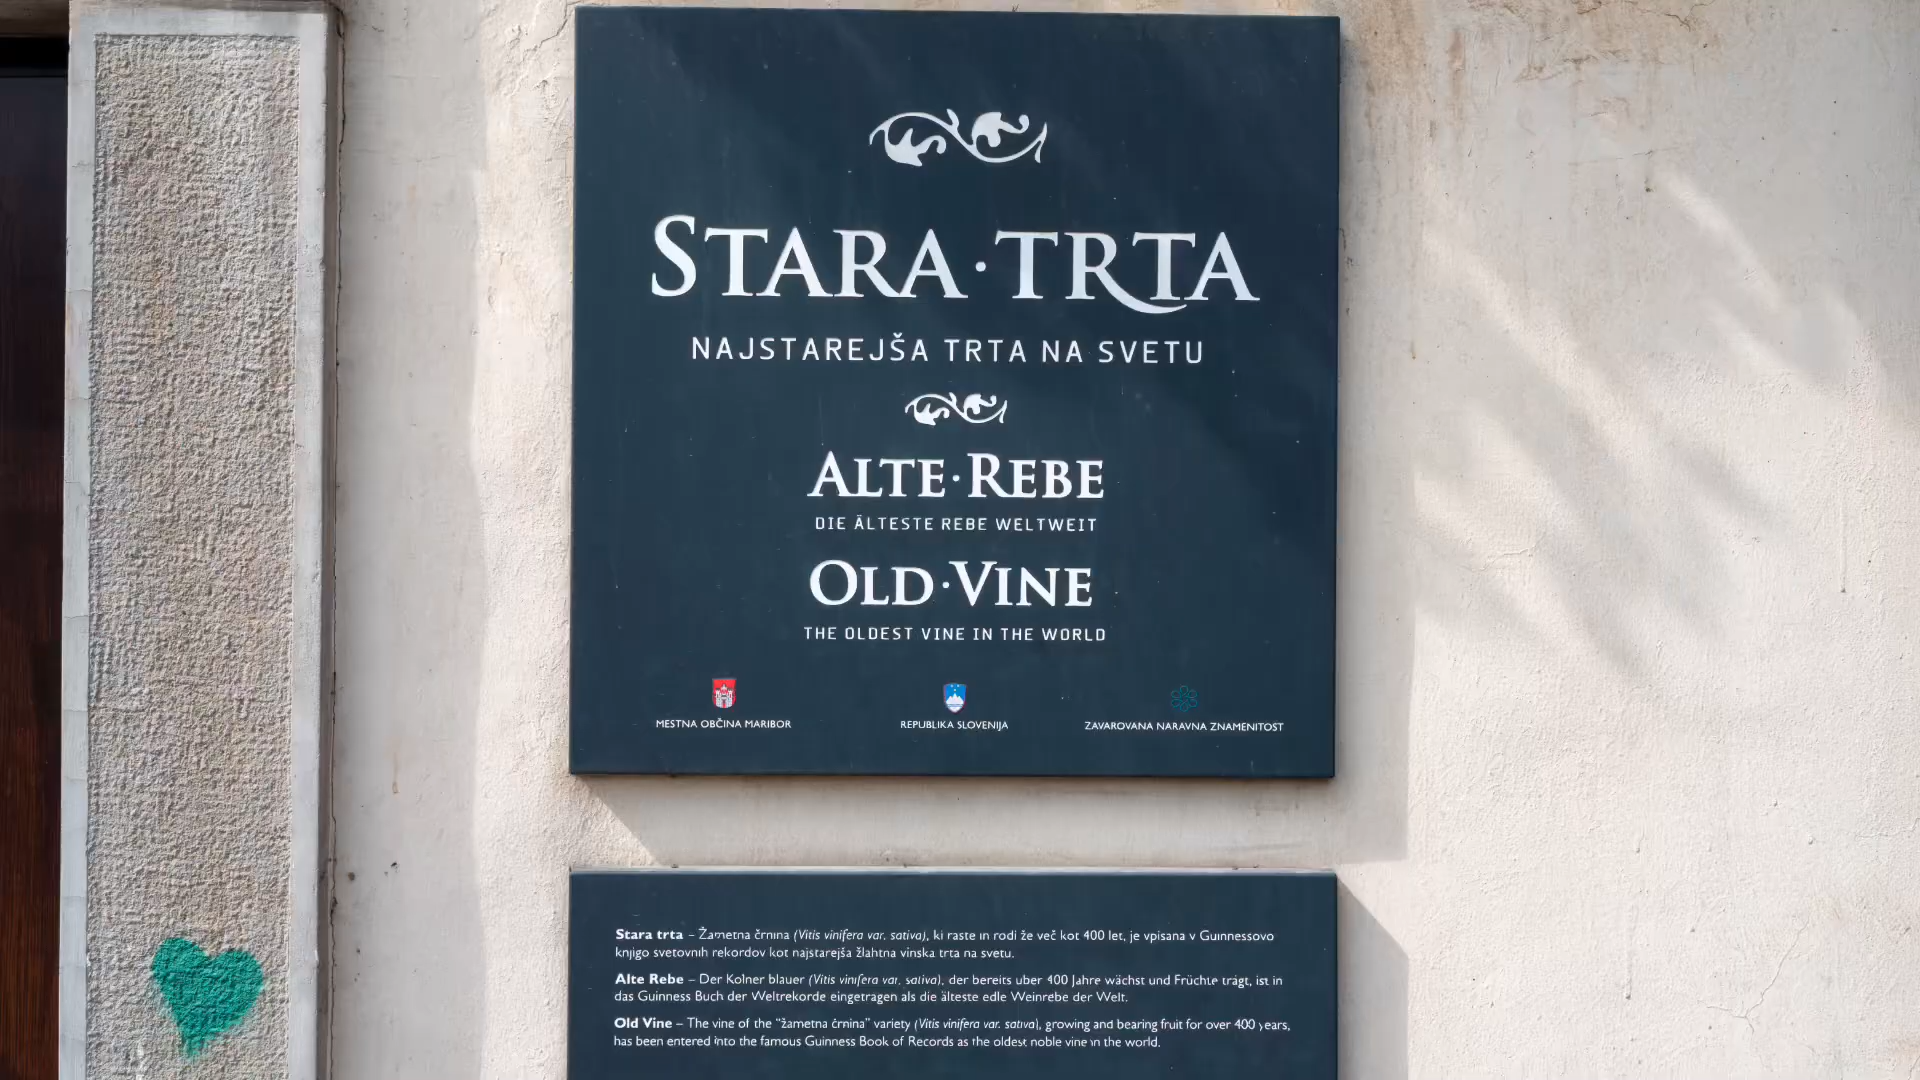 STARA·TRTA
NAJSTAREJŠA TRTA NA SVETU
ALTE·REBE
DIE ÄLTESTE REBE WELTWEIT
OLD·VINE
THE OLDEST VINE IN THE WORLD
MESTNA OBČINA MARIBOR
REPUBLIKA SLOVENIJA
ZAVAROVANA NARAVNA ZNAMENITOST
Stara trta – Žametna črnina (Vitis vinifera var. sativa), ki raste in rodi že več kot 400 let, je vpisana v Guinnessovo
knjigo svetovnih rekordov kot najstarejša žlahtna vinska trta na svetu.
Alte Rebe – Der Kolner blauer (Vitis vinifera var. sativa), der bereits uber 400 Jahre wächst und Früchte trägt, ist in
das Guinness Buch der Weltrekorde eingetragen als die älteste edle Weinrebe der Welt.
Old Vine – The vine of the "žametna črnina" variety (Vitis vinifera var. sativa), growing and bearing fruit for over 400 years,
has been entered into the famous Guinness Book of Records as the oldest noble vine in the world.